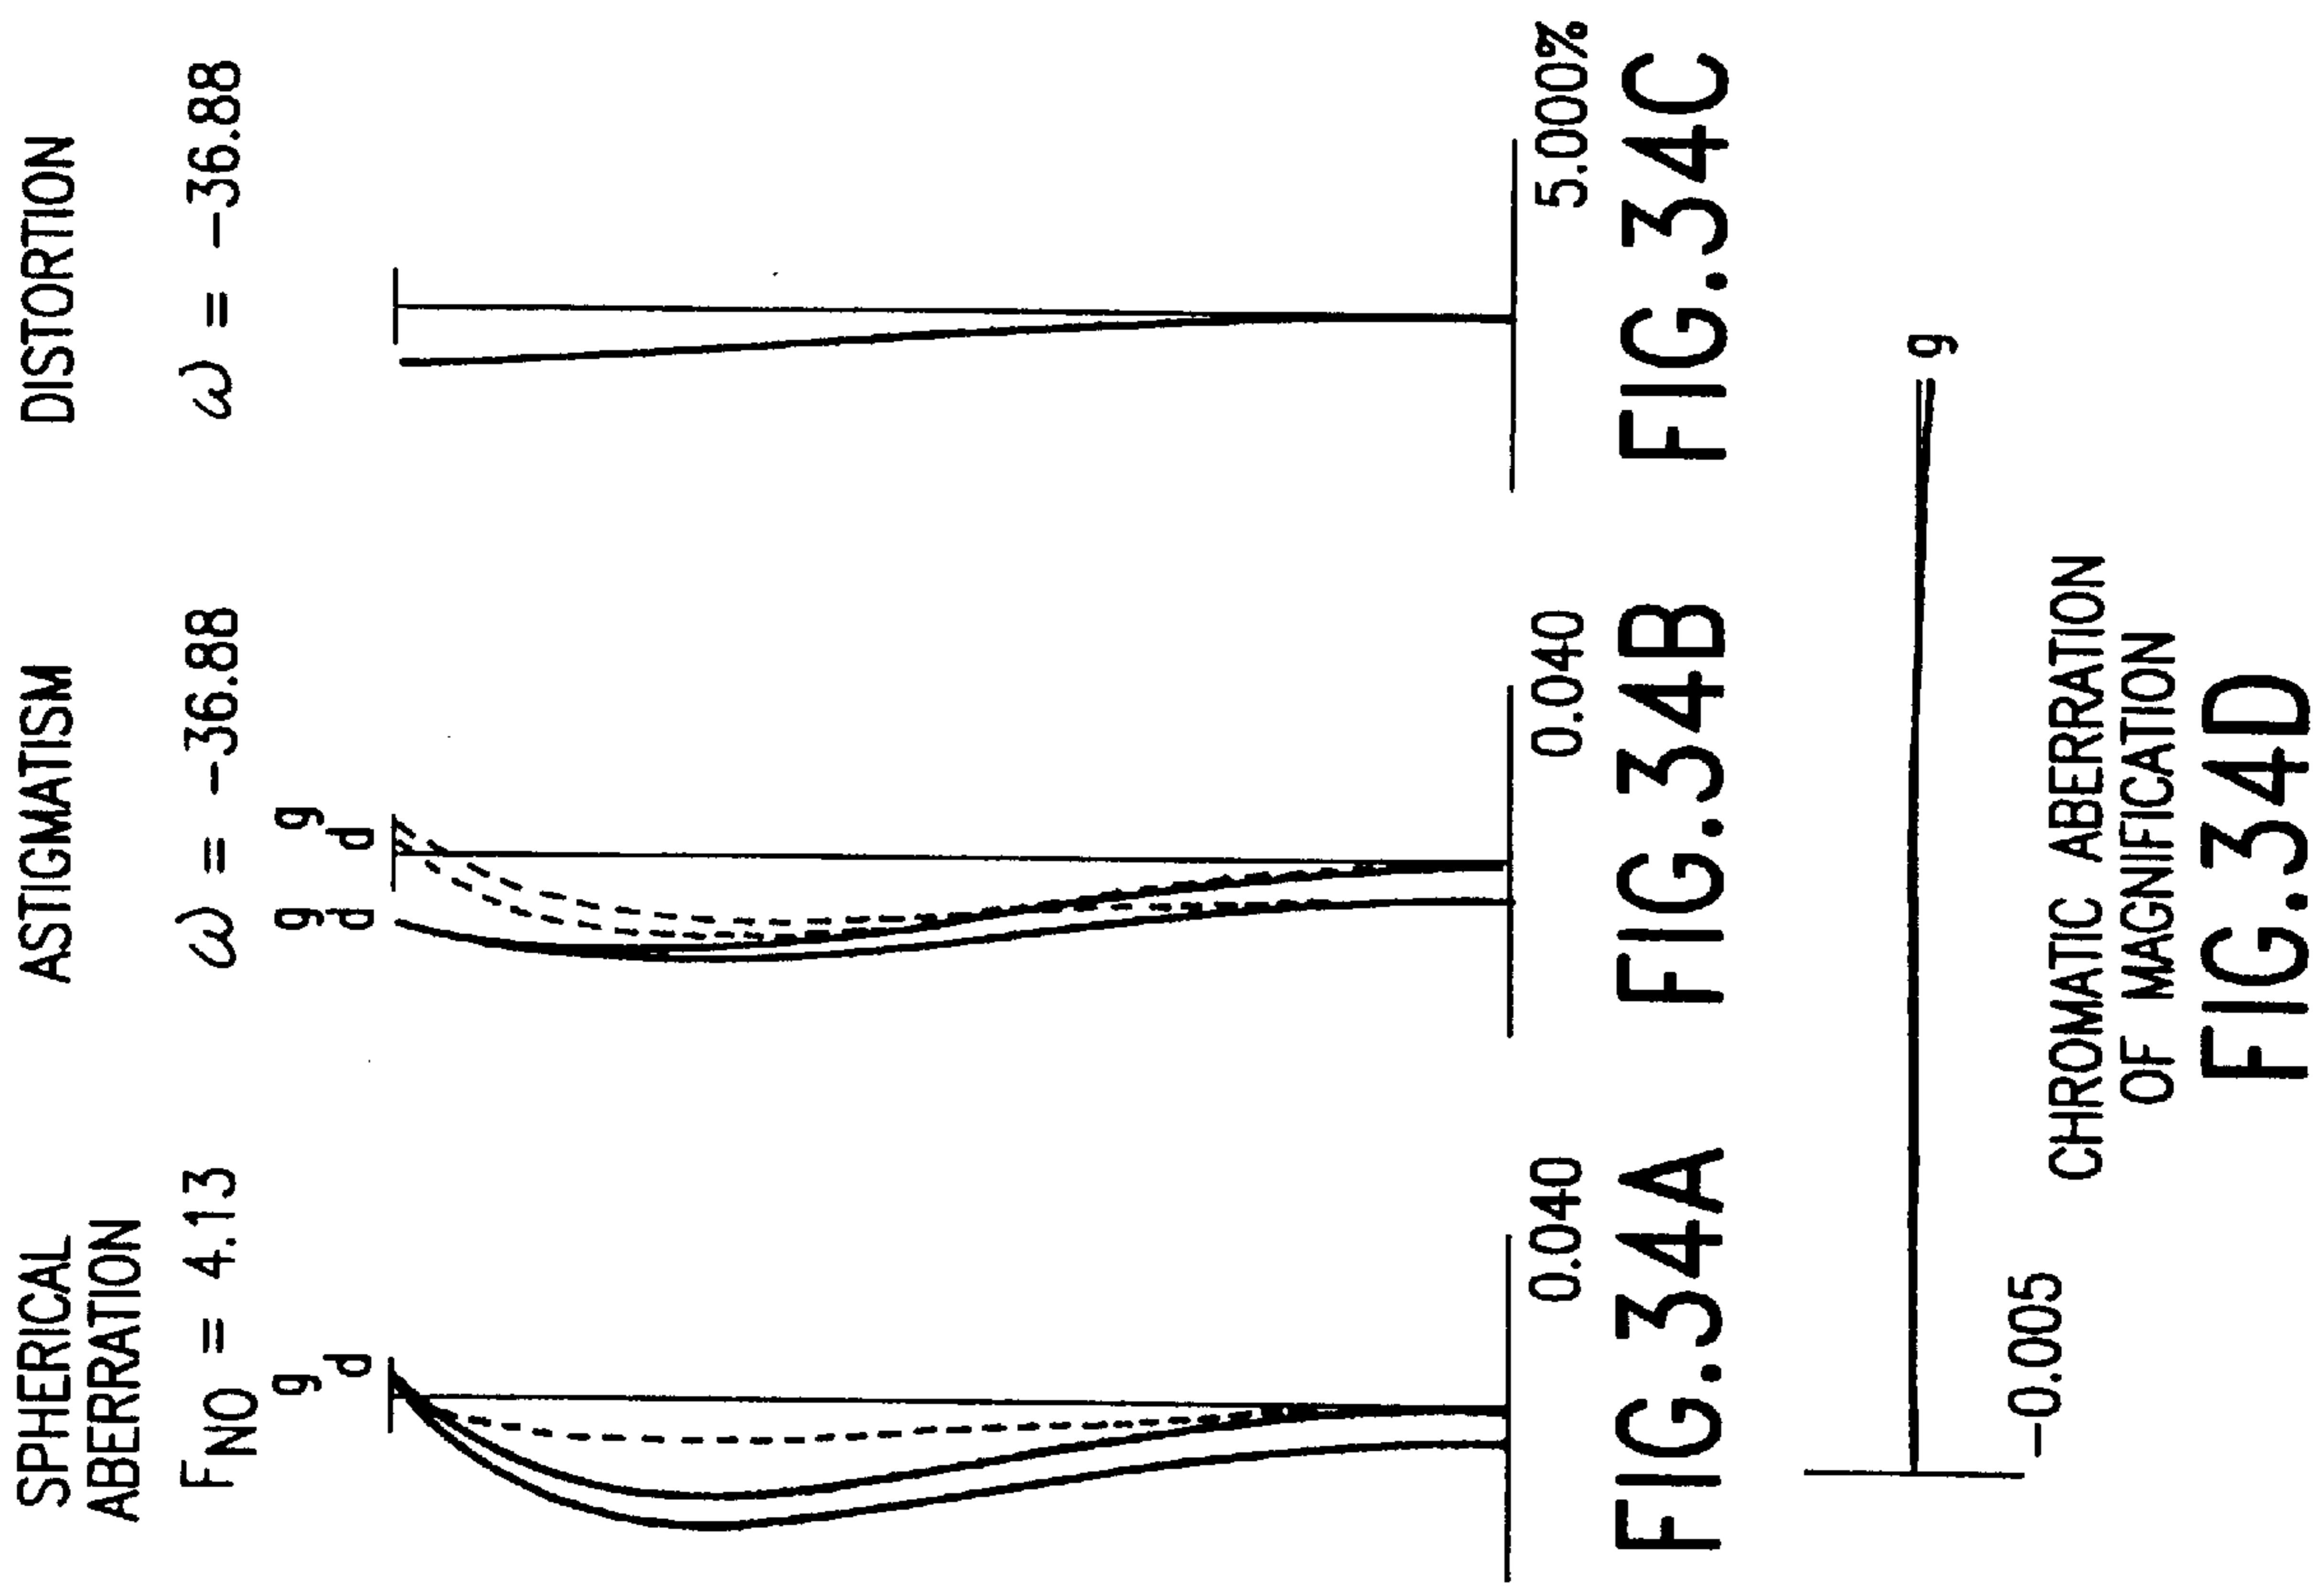 SPHERICAL
ABERRATION
FNO = 4.13
g
d
0.040
FIG.34A
ASTIGMATISM
ω = -36.88
g g
d d
0.040
FIG.34B
DISTORTION
ω = -36.88
5.000%
FIG.34C
g
-0.005
CHROMATIC ABERRATION
OF MAGNIFICATION
FIG.34D